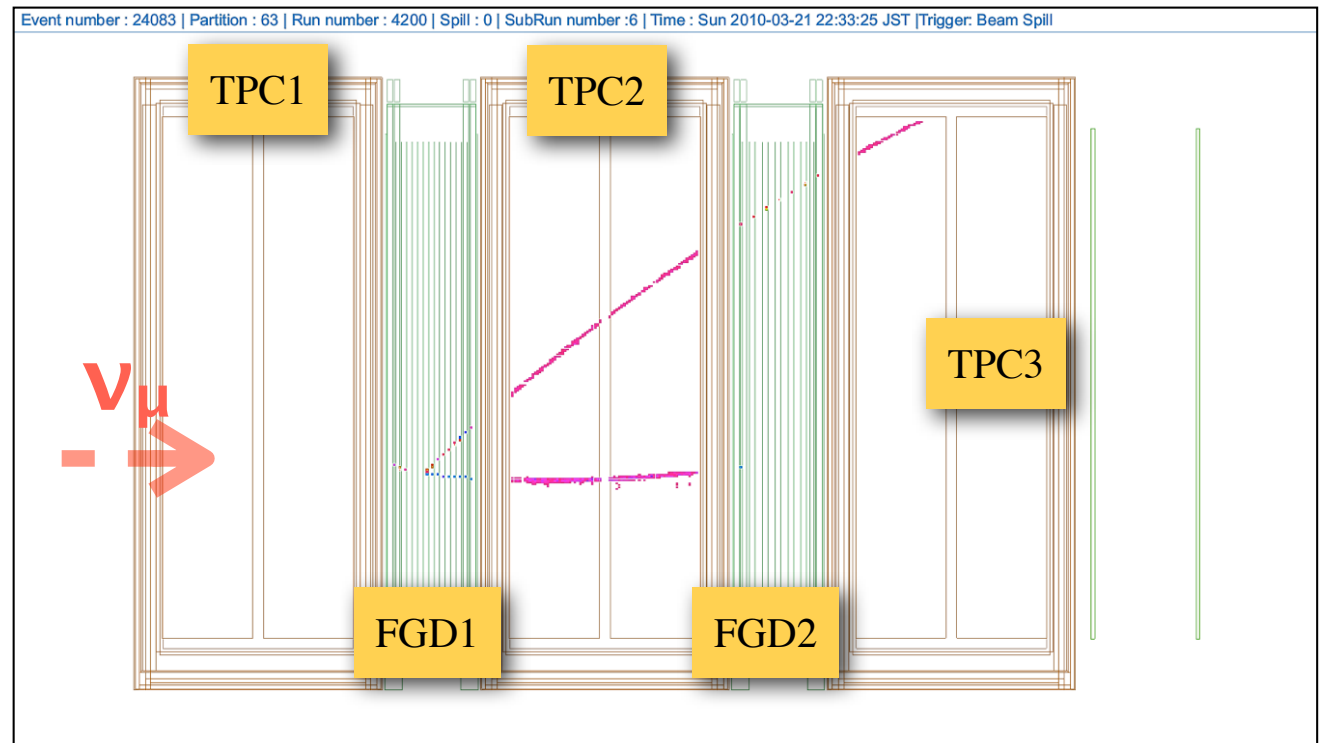 Event number : 24083 | Partition : 63 | Run number : 4200 | Spill : 0 | SubRun number :6 | Time : Sun 2010-03-21 22:33:25 JST |Trigger: Beam Spill
TPC1
TPC2
TPC3
νμ
FGD1
FGD2